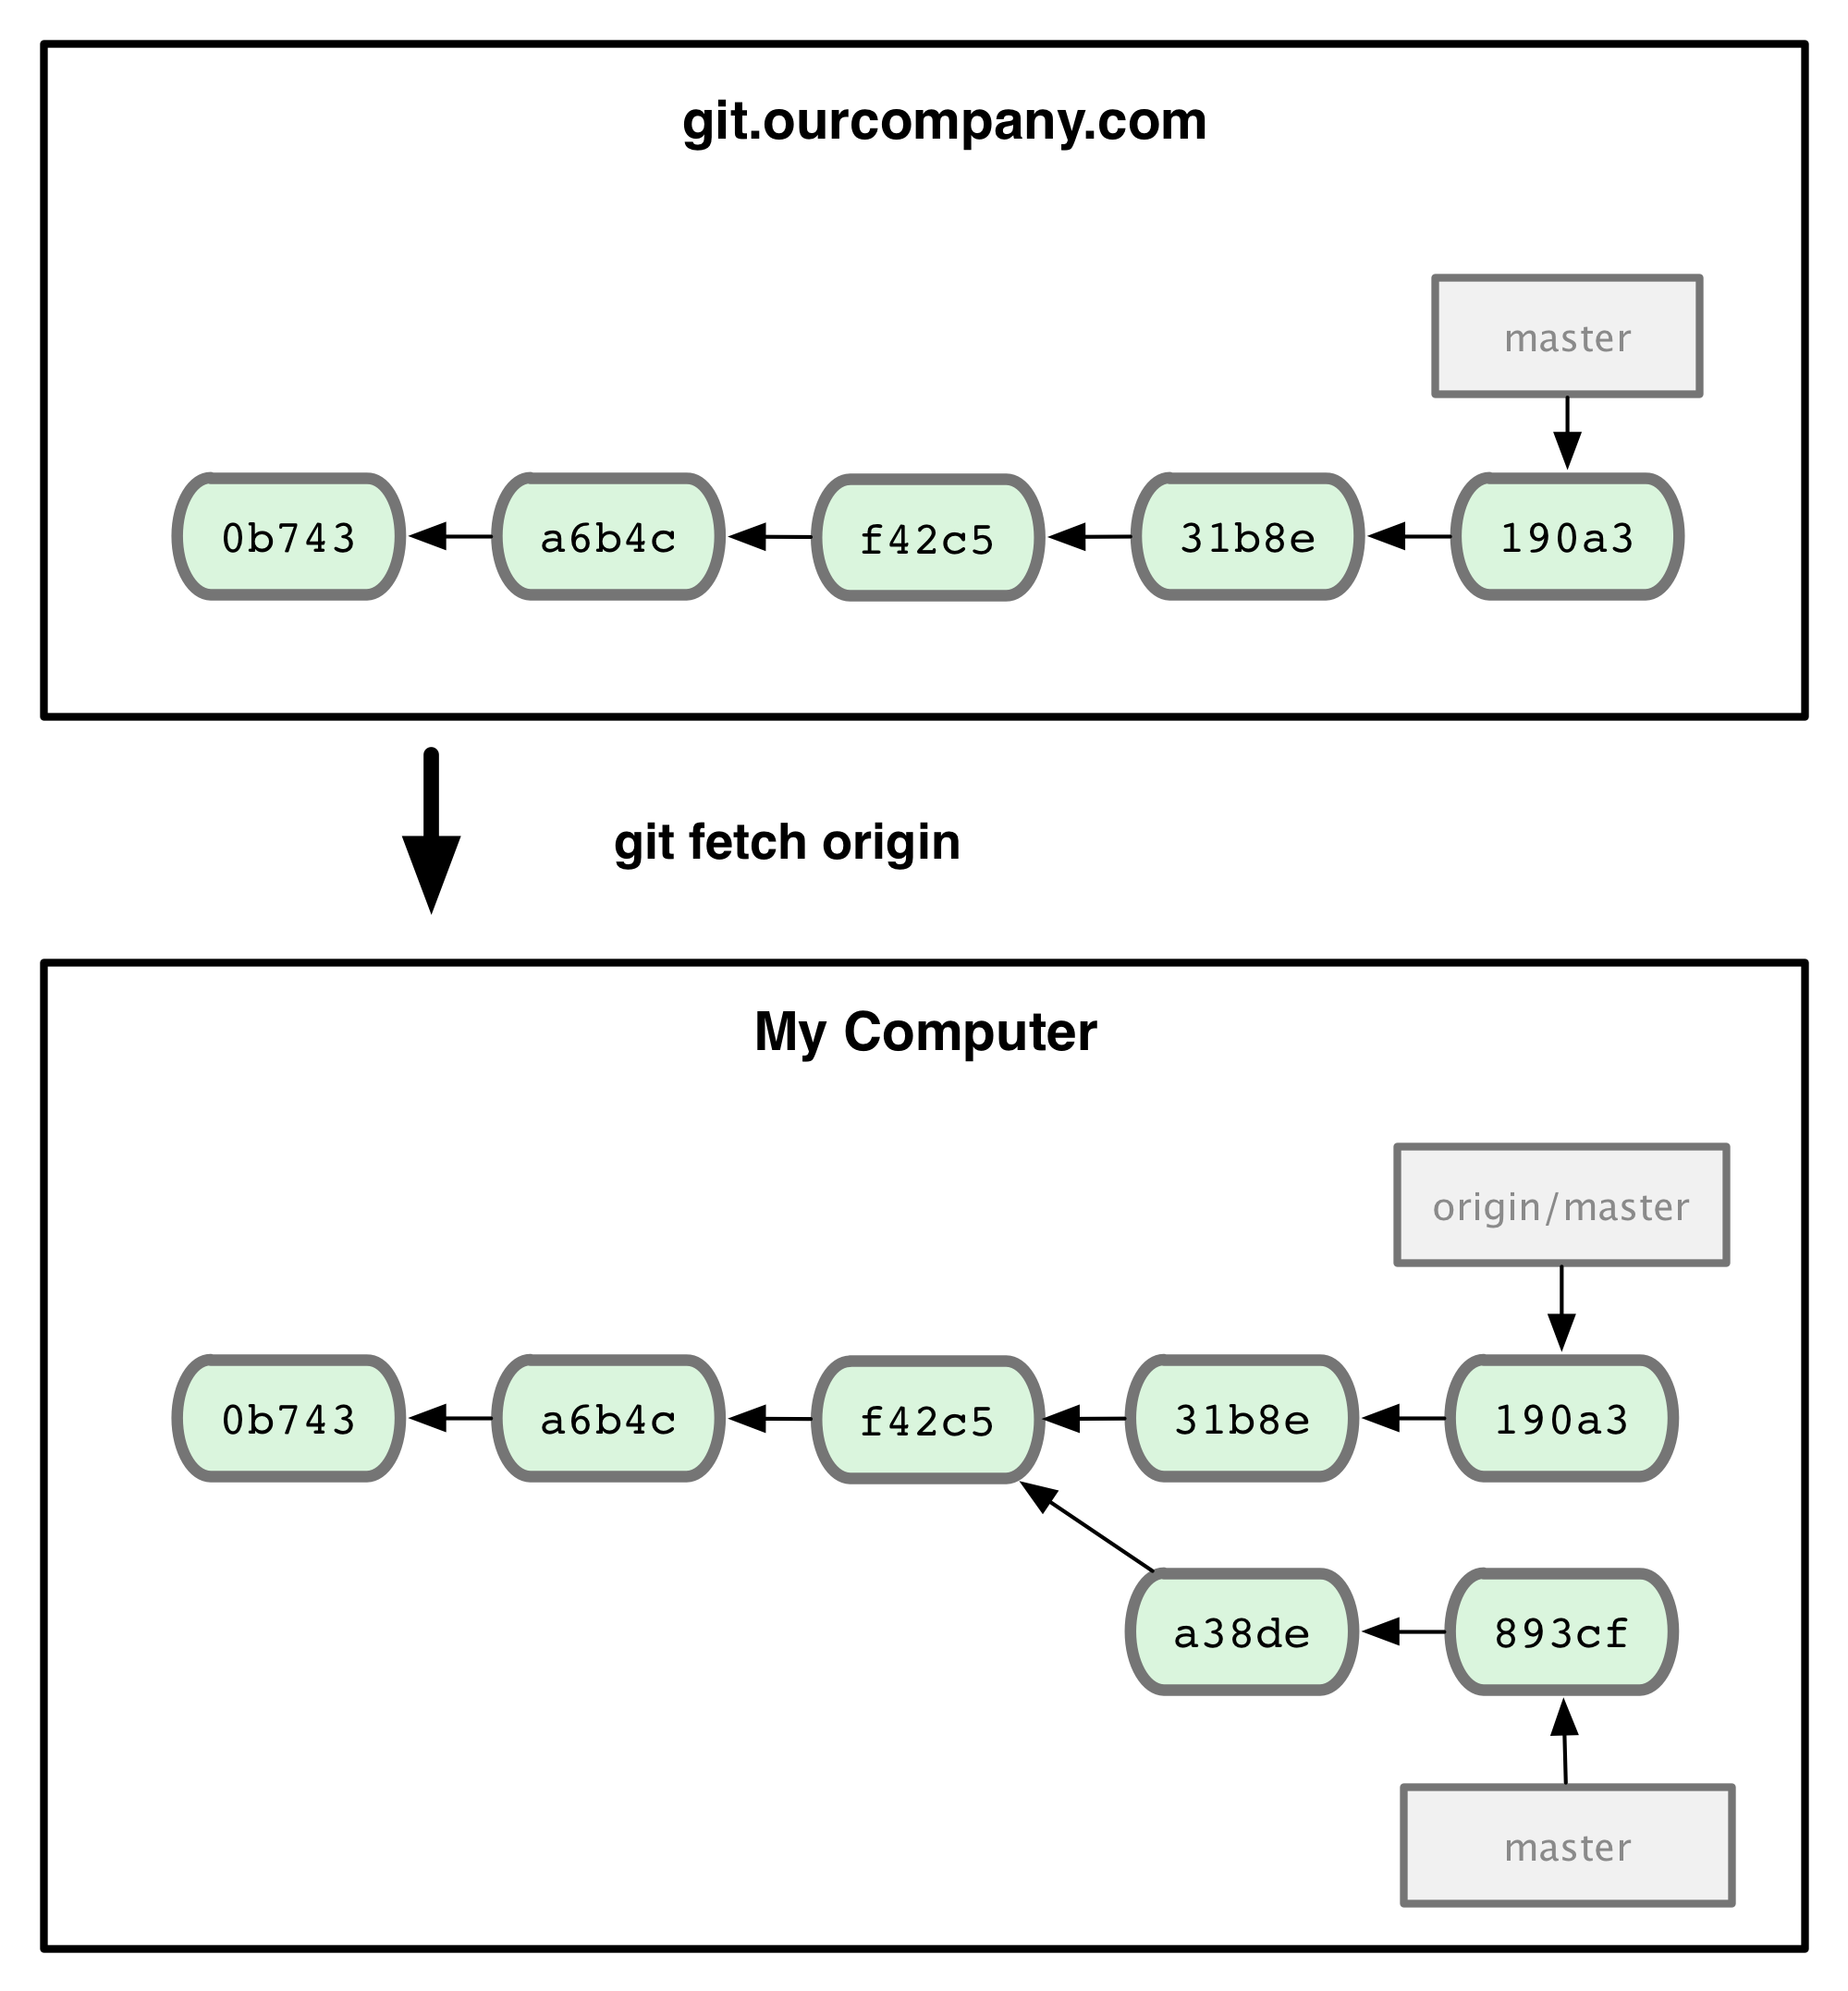 git.ourcompany.com
master
0b743
a6b4c
f42c5
31b8e
190a3
git fetch origin
My Computer
origin/master
0b743
a6b4c
f42c5
31b8e
190a3
a38de
893cf
master